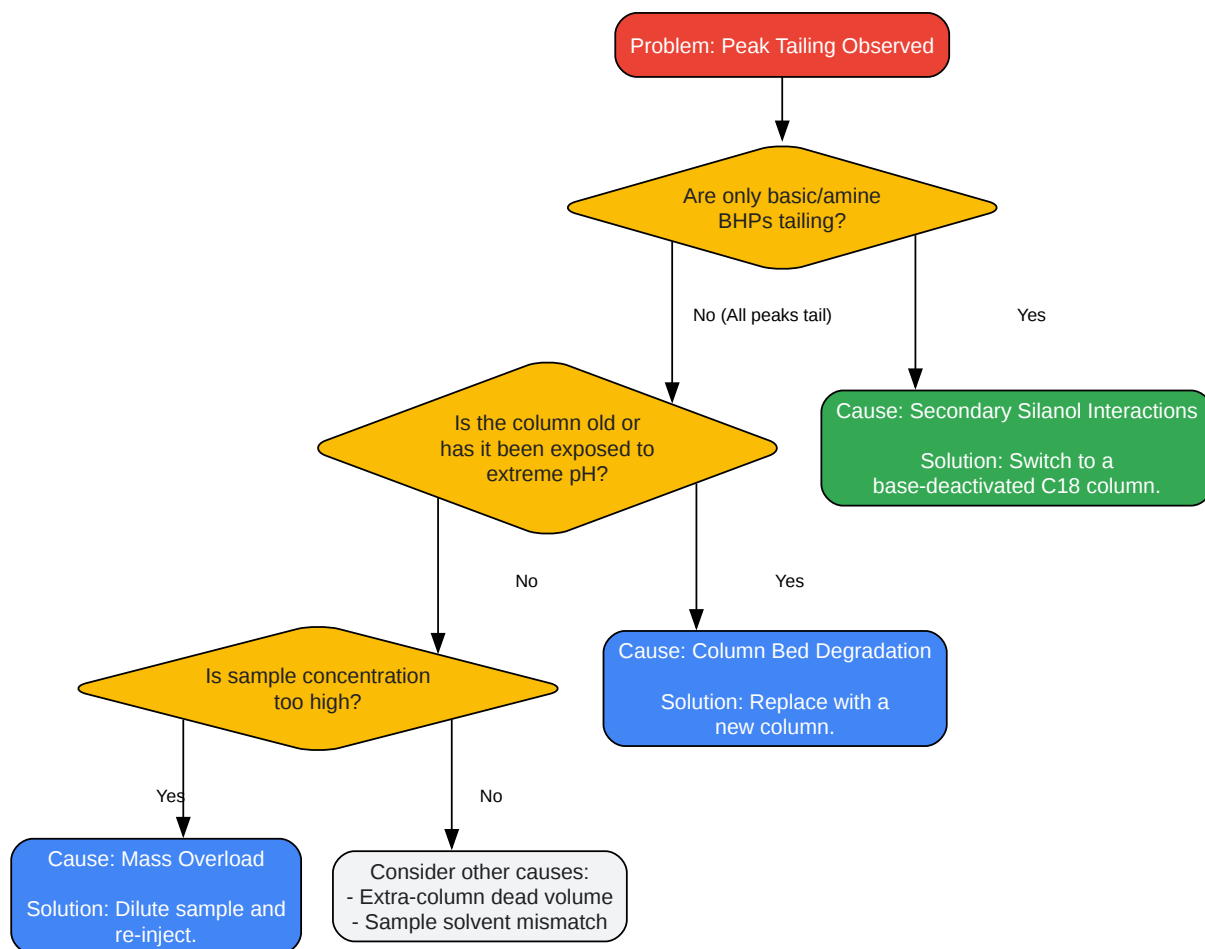 Problem: Peak Tailing Observed
Are only basic/amine
BHPs tailing?
No (All peaks tail)
Yes
Cause: Secondary Silanol Interactions
Solution: Switch to a
base-deactivated C18 column.
Is the column old or
has it been exposed to
extreme pH?
No
Yes
Cause: Column Bed Degradation
Solution: Replace with a
new column.
Is sample concentration
too high?
Yes
No
Cause: Mass Overload
Solution: Dilute sample and
re-inject.
Consider other causes:
- Extra-column dead volume
- Sample solvent mismatch